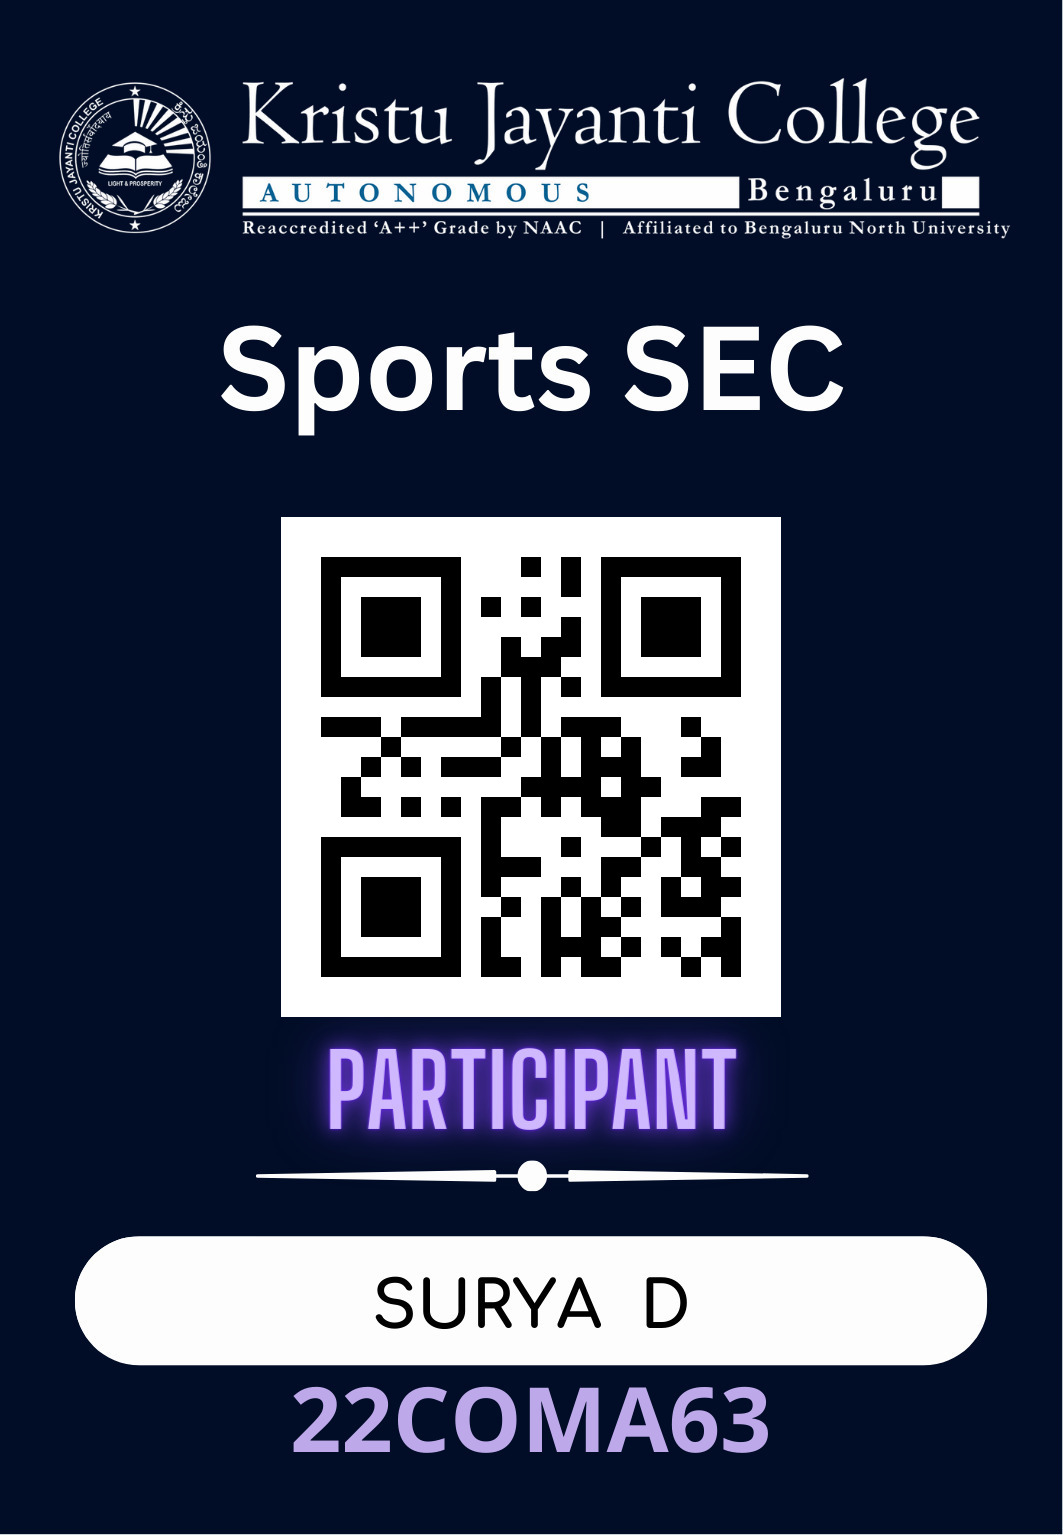 KRISTU JAYANTI COLLEGE
ಕ್ರಿಸ್ತು ಜಯಂತಿ ಕಾಲೇಜು
LIGHT & PROSPERITY
Kristu Jayanti College
AUTONOMOUS Bengaluru
Reaccredited ‘A++’ Grade by NAAC | Affiliated to Bengaluru North University
Sports SEC
PARTICIPANT
SURYA D
22COMA63